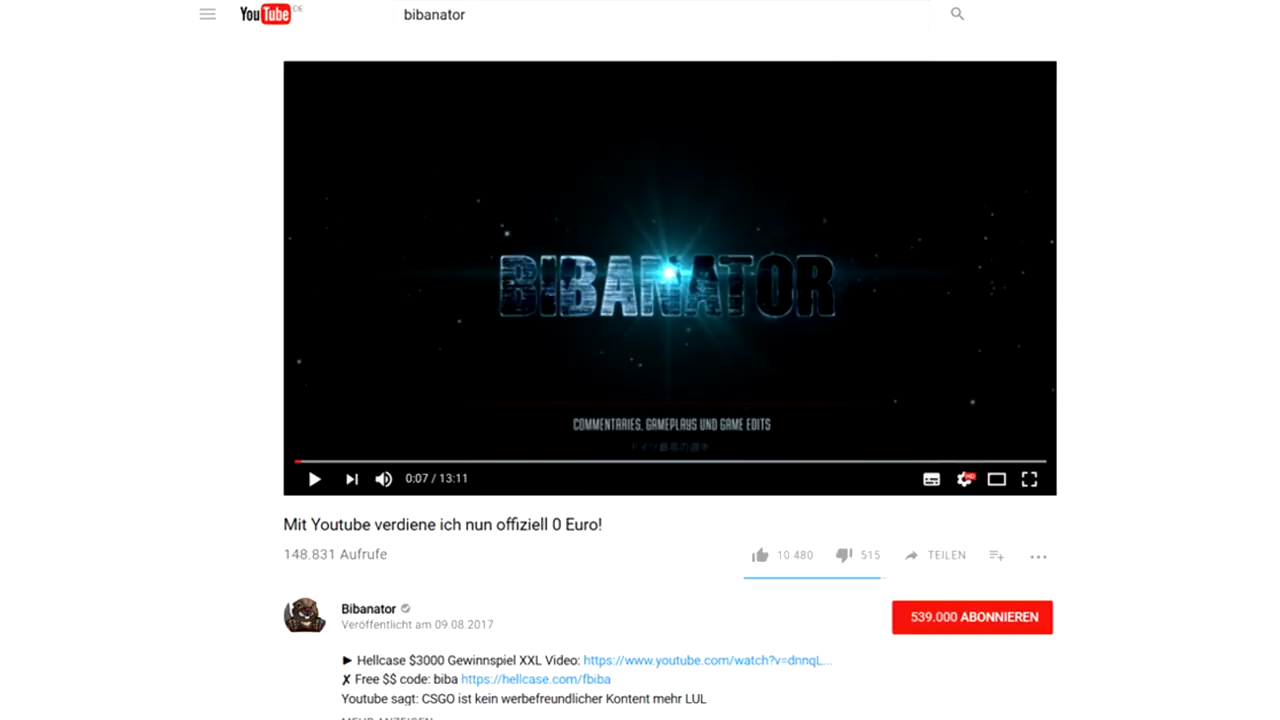 YouTube DE
bibanator
BIBANATOR
COMMENTARIES, GAMEPLAYS UND GAME EDITS
0:07 / 13:11
HD
Mit Youtube verdiene ich nun offiziell 0 Euro!
148.831 Aufrufe
10.480 515 TEILEN
Bibanator
Veröffentlicht am 09.08.2017
539.000 ABONNIEREN
► Hellcase $3000 Gewinnspiel XXL Video: https://www.youtube.com/watch?v=dnnqL...
✗ Free $$ code: biba https://hellcase.com/fbiba
Youtube sagt: CSGO ist kein werbefreundlicher Kontent mehr LUL
MEHR ANZEIGEN